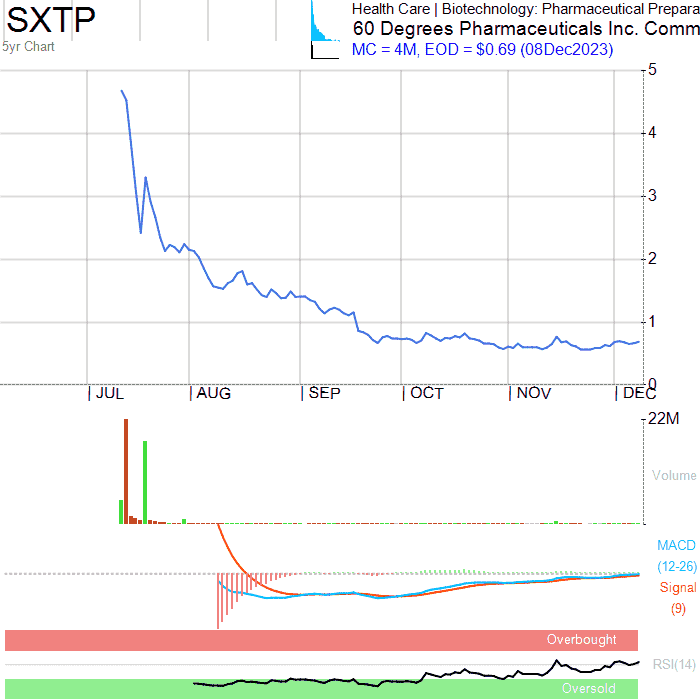 SXTP
5yr Chart
Health Care | Biotechnology: Pharmaceutical Prepara
60 Degrees Pharmaceuticals Inc. Comm
MC = 4M, EOD = $0.69 (08Dec2023)
5
4
3
2
1
0
JUL AUG SEP OCT NOV DEC
22M
Volume
MACD
(12-26)
Signal
(9)
Overbought
RSI(14)
Oversold